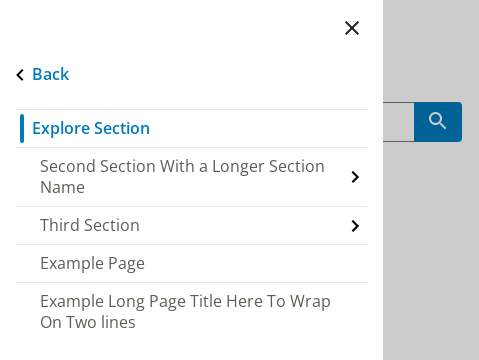 Back
Explore Section
Second Section With a Longer Section
Name
Third Section
Example Page
Example Long Page Title Here To Wrap
On Two lines